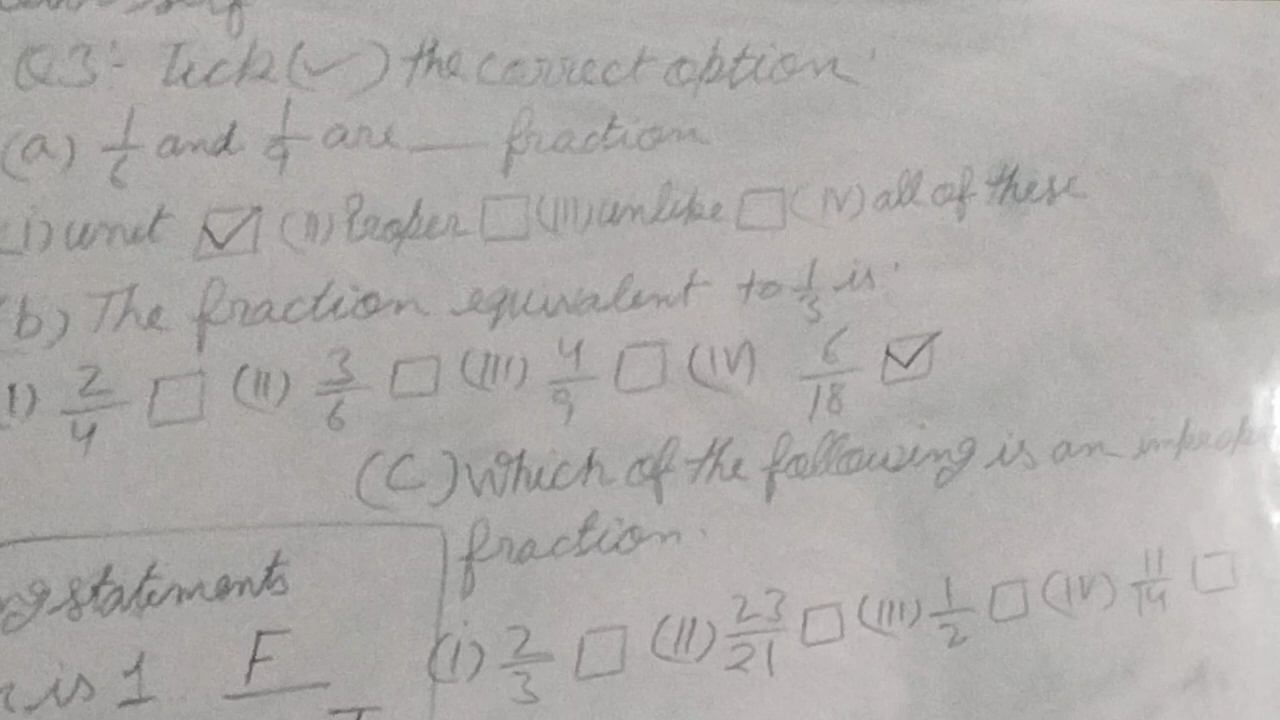 Q3:- Tick (✓) the correct option
(a) 1/6 and 1/9 are __ fraction
(i) unit ☑ (II) Proper ☐ (III) unlike ☐ (IV) all of these
(b) The fraction equivalent to 1/3 is
(I) 2/4 ☐ (II) 3/6 ☐ (III) 4/9 ☐ (IV) 6/18 ☑
(C) Which of the following is an
fraction.
(i) 2/3 ☐ (II) 23/21 ☐ (III) 1/2 ☐ (IV) 11/14 ☐
statements
is 1 F